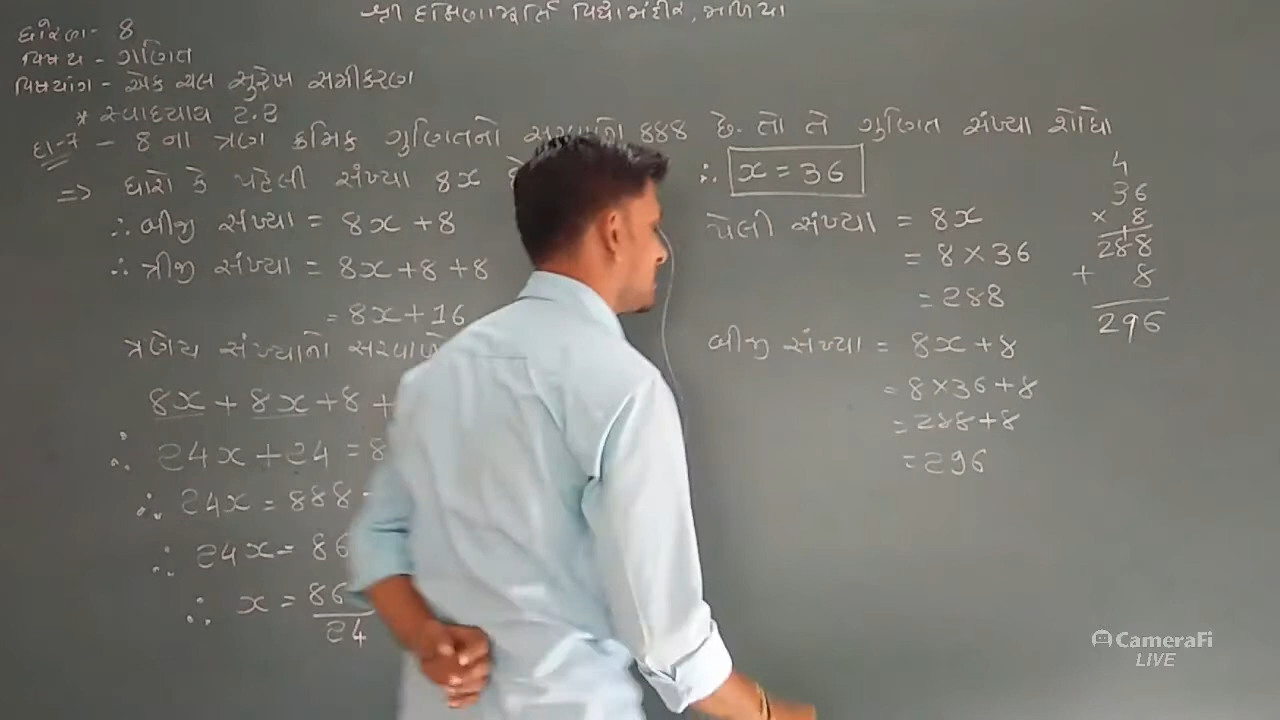 શ્રી દક્ષિણામૂર્તિ વિદ્યામંદીર, મળિયા
ધોરણ- 8
વિષય - ગણિત
વિષયાંગ - એક ચલ સુરેખ સમીકરણ
* સ્વાધ્યાય 2.2
દા-7 - 8 ના ત્રણ ક્રમિક ગુણિતનો 888 છે. તો તે ગુણિત સંખ્યા શોધો
=> ધારો કે પહેલી સંખ્યા 8x
∴ બીજી સંખ્યા = 8x + 8
∴ ત્રીજી સંખ્યા = 8x + 8 + 8
= 8x + 16
ત્રણેય સંખ્યાનો
8x + 8x + 8 +
∴ 24x + 24 = 8
∴ 24x = 888
∴ 24x = 86
∴ x = 86
24
∴ x = 36
પેલી સંખ્યા = 8x
= 8 × 36
= 288
બીજી સંખ્યા = 8x + 8
= 8 × 36 + 8
= 288 + 8
= 296
4
36
× 8
288
+ 8
296
CameraFi
LIVE